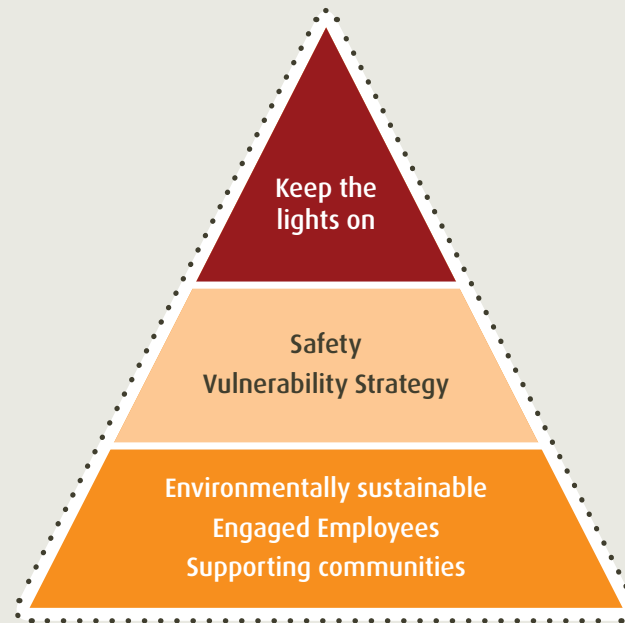 Keep the
lights on
Safety
Vulnerability Strategy
Environmentally sustainable
Engaged Employees
Supporting communities